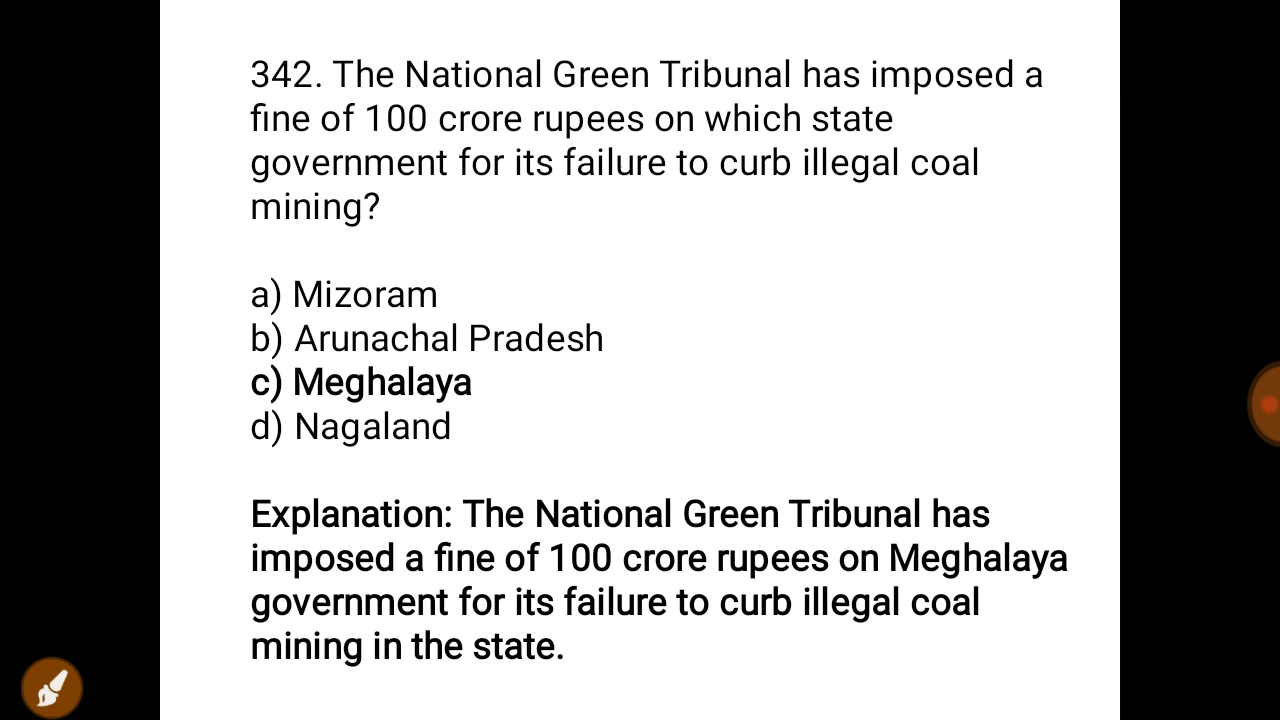 342. The National Green Tribunal has imposed a
fine of 100 crore rupees on which state
government for its failure to curb illegal coal
mining?
a) Mizoram
b) Arunachal Pradesh
c) Meghalaya
d) Nagaland
Explanation: The National Green Tribunal has
imposed a fine of 100 crore rupees on Meghalaya
government for its failure to curb illegal coal
mining in the state.